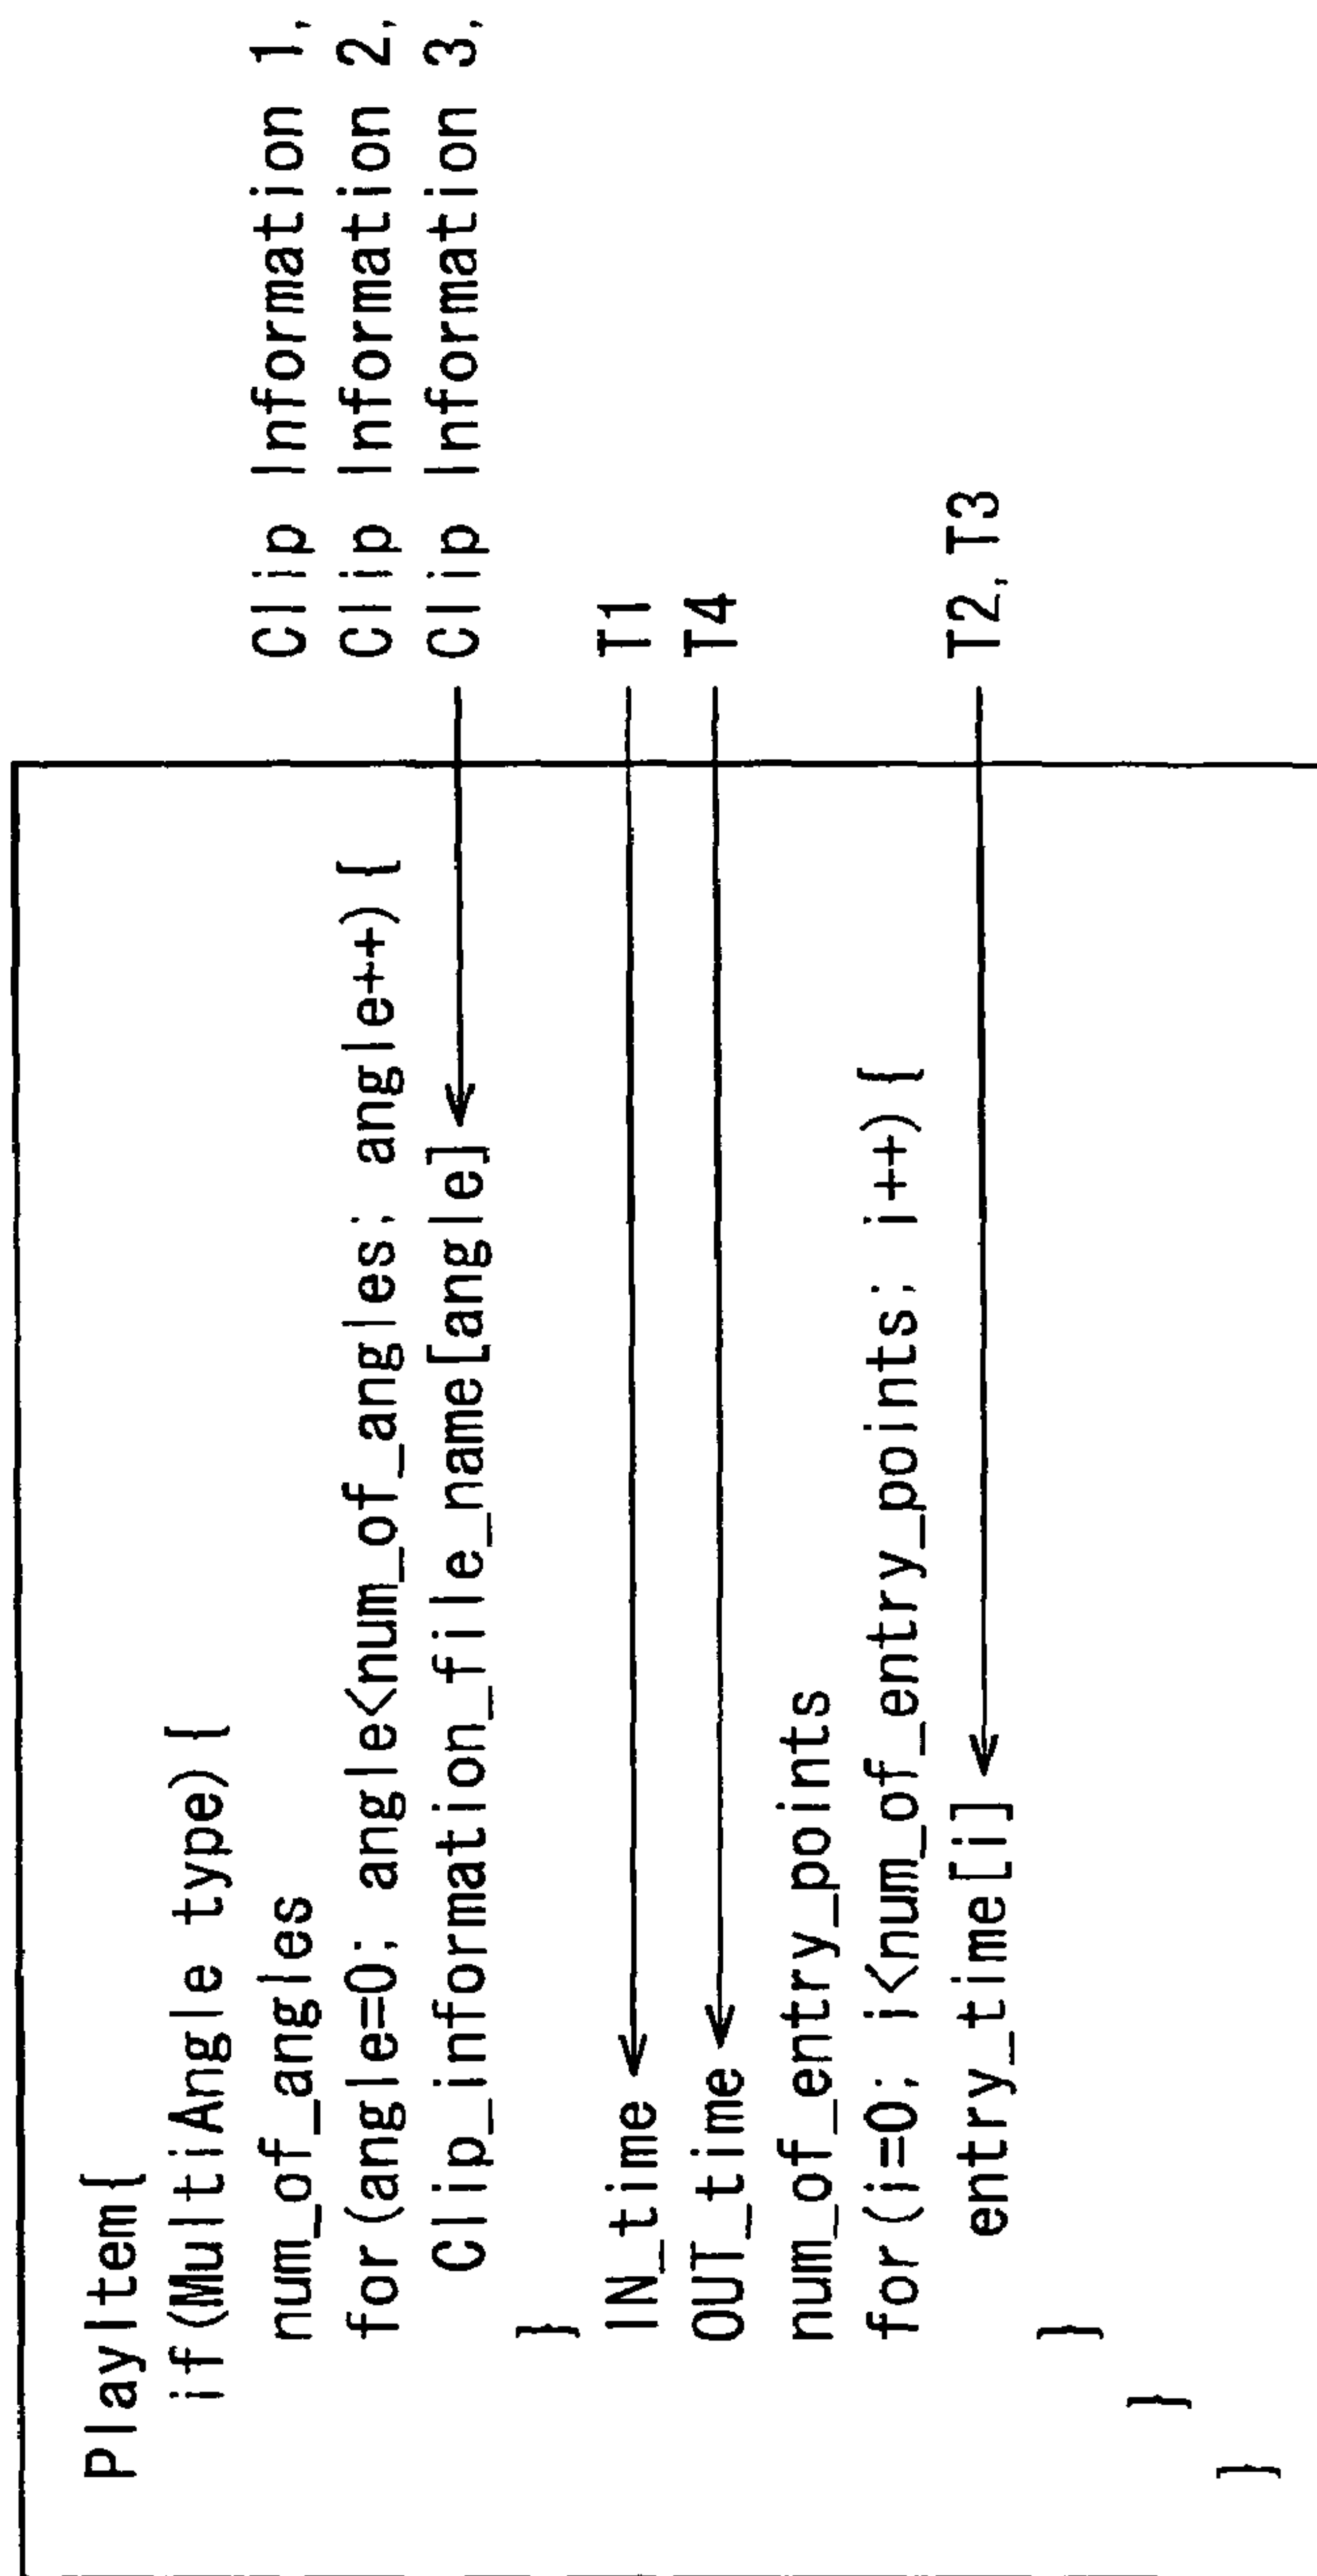 PlayItem{
if(MultiAngle type) {
num_of_angles
Clip Information 1,
for(angle=0; angle<num_of_angles; angle++) {
Clip Information 2,
Clip_information_file_name[angle]
Clip Information 3,
}
IN_time
T1
OUT_time
T4
num_of_entry_points
for(i=0; i<num_of_entry_points; i++) {
entry_time[i]
T2, T3
}
}
}